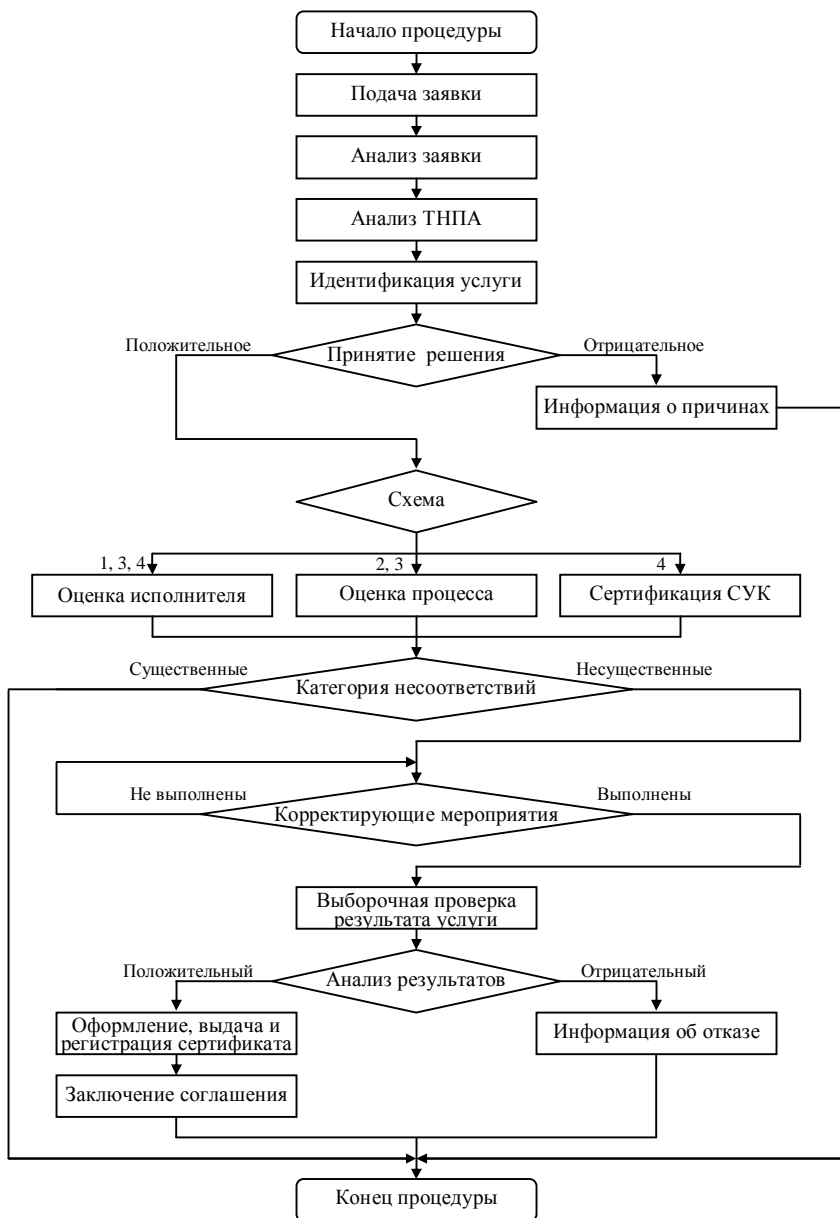 Начало процедуры
Подача заявки
Анализ заявки
Анализ ТНПА
Идентификация услуги
Положительное
Принятие решения
Отрицательное
Информация о причинах
Схема
1, 3, 4
2, 3
4
Оценка исполнителя
Оценка процесса
Сертификация СУК
Существенные
Категория несоответствий
Несущественные
Не выполнены
Корректирующие мероприятия
Выполнены
Выборочная проверка
результата услуги
Положительный
Анализ результатов
Отрицательный
Оформление, выдача и
регистрация сертификата
Информация об отказе
Заключение соглашения
Конец процедуры